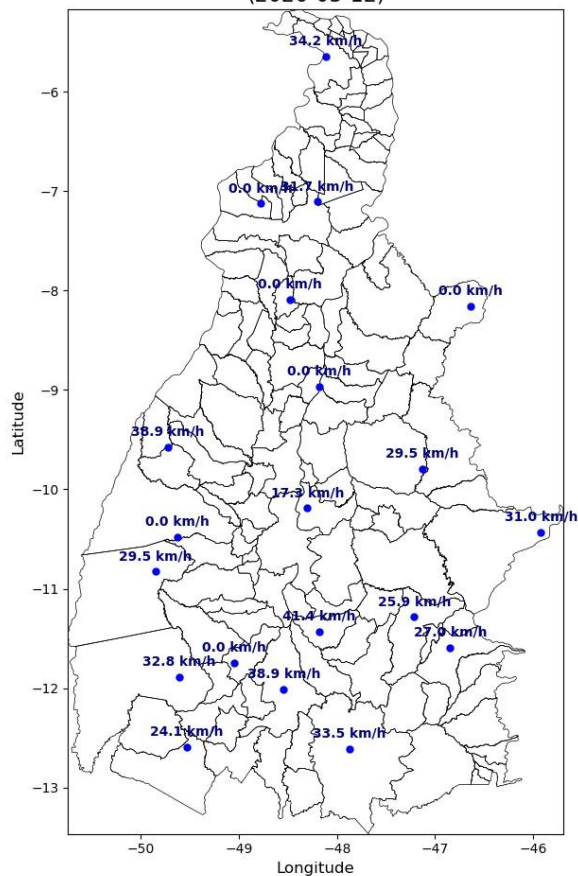 34.2 km/h
−6
0.0 km/h
31.7 km/h
−7
0.0 km/h
0.0 km/h
−8
0.0 km/h
−9
38.9 km/h
29.5 km/h
−10
17.3 km/h
0.0 km/h
31.0 km/h
29.5 km/h
−11
25.9 km/h
41.4 km/h
27.0 km/h
0.0 km/h
32.8 km/h
38.9 km/h
−12
24.1 km/h
33.5 km/h
−13
Latitude
−50 −49 −48 −47 −46
Longitude